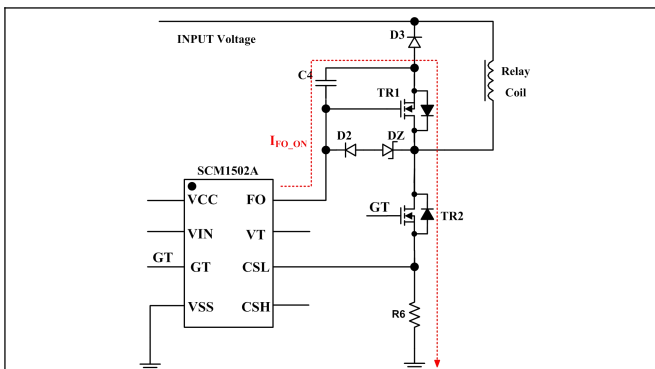 INPUT Voltage
D3
Relay
Coil
C4
TR1
I_FO_ON
D2
DZ
SCM1502A
VCC
FO
GT
TR2
VIN
VT
GT
GT
CSL
VSS
CSH
R6